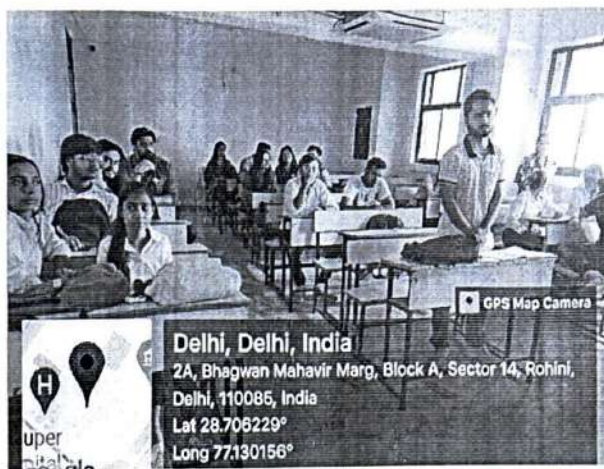 GPS Map Camera
Delhi, Delhi, India
2A, Bhagwan Mahavir Marg, Block A, Sector 14, Rohini,
Delhi, 110085, India
Lat 28.706229°
Long 77.130156°
H
uper